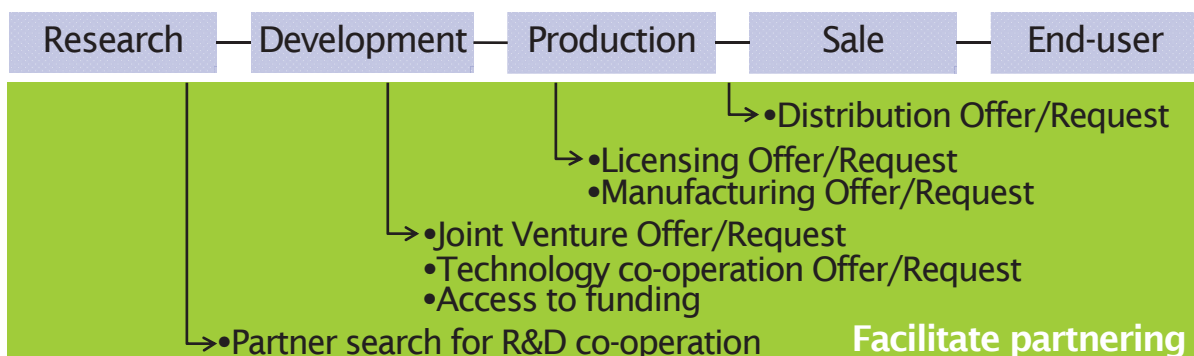 Research Development Production Sale End-user
•Distribution Offer/Request
•Licensing Offer/Request
•Manufacturing Offer/Request
•Joint Venture Offer/Request
•Technology co-operation Offer/Request
•Access to funding
•Partner search for R&D co-operation
Facilitate partnering